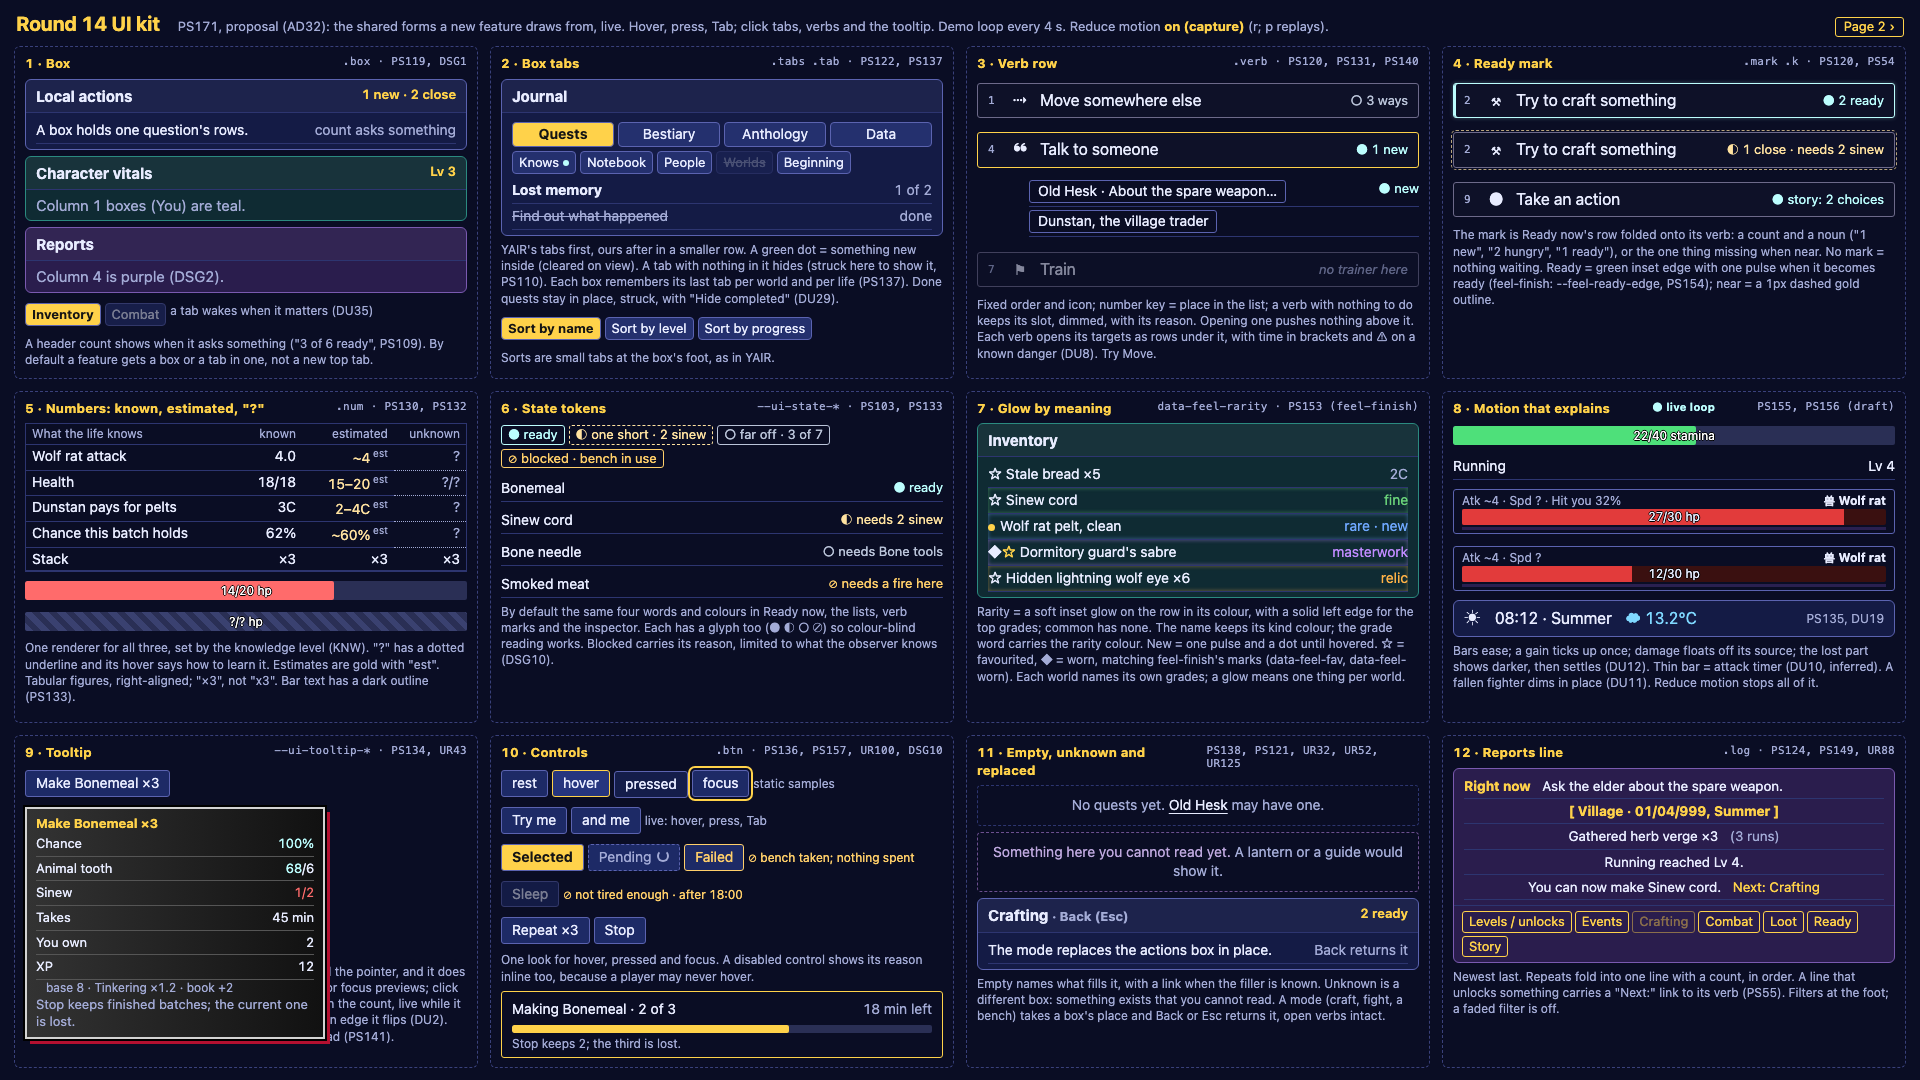 Round 14 UI kit
PS171, proposal (AD32): the shared forms a new feature draws from, live. Hover, press, Tab; click tabs, verbs and the tooltip. Demo loop every 4 s. Reduce motion on (capture) (r; p replays).
Page 2 ›
1 · Box
.box · PS119, DSG1
Local actions
1 new · 2 close
A box holds one question's rows.
count asks something
Character vitals
Lv 3
Column 1 boxes (You) are teal.
Reports
Column 4 is purple (DSG2).
Inventory
Combat
a tab wakes when it matters (DU35)
A header count shows when it asks something ("3 of 6 ready", PS109). By
default a feature gets a box or a tab in one, not a new top tab.
2 · Box tabs
.tabs .tab · PS122, PS137
Journal
Quests
Bestiary
Anthology
Data
Knows
Notebook
People
Worlds
Beginning
Lost memory
1 of 2
Find out what happened
done
YAIR's tabs first, ours after in a smaller row. A green dot = something new
inside (cleared on view). A tab with nothing in it hides (struck here to show it,
PS110). Each box remembers its last tab per world and per life (PS137). Done
quests stay in place, struck, with "Hide completed" (DU29).
Sort by name
Sort by level
Sort by progress
Sorts are small tabs at the box's foot, as in YAIR.
3 · Verb row
.verb · PS120, PS131, PS140
1
Move somewhere else
3 ways
4
Talk to someone
1 new
Old Hesk · About the spare weapon...
new
Dunstan, the village trader
7
Train
no trainer here
Fixed order and icon; number key = place in the list; a verb with nothing to do
keeps its slot, dimmed, with its reason. Opening one pushes nothing above it.
Each verb opens its targets as rows under it, with time in brackets and ⚠ on a
known danger (DU8). Try Move.
4 · Ready mark
.mark .k · PS120, PS54
2
Try to craft something
2 ready
2
Try to craft something
1 close · needs 2 sinew
9
Take an action
story: 2 choices
The mark is Ready now's row folded onto its verb: a count and a noun ("1
new", "2 hungry", "1 ready"), or the one thing missing when near. No mark =
nothing waiting. Ready = green inset edge with one pulse when it becomes
ready (feel-finish: --feel-ready-edge, PS154); near = a 1px dashed gold
outline.
5 · Numbers: known, estimated, "?"
.num · PS130, PS132
What the life knows
known
estimated
unknown
Wolf rat attack
4.0
~4 est
?
Health
18/18
15–20 est
?/?
Dunstan pays for pelts
3C
2–4C est
?
Chance this batch holds
62%
~60% est
?
Stack
×3
×3
×3
14/20 hp
?/? hp
One renderer for all three, set by the knowledge level (KNW). "?" has a dotted
underline and its hover says how to learn it. Estimates are gold with "est".
Tabular figures, right-aligned; "×3", not "x3". Bar text has a dark outline
(PS133).
6 · State tokens
--ui-state-* · PS103, PS133
ready
one short · 2 sinew
far off · 3 of 7
⊘ blocked · bench in use
Bonemeal
ready
Sinew cord
needs 2 sinew
Bone needle
needs Bone tools
Smoked meat
⊘ needs a fire here
By default the same four words and colours in Ready now, the lists, verb
marks and the inspector. Each has a glyph too (● ◐ ○ ⊘) so colour-blind
reading works. Blocked carries its reason, limited to what the observer knows
(DSG10).
7 · Glow by meaning
data-feel-rarity · PS153 (feel-finish)
Inventory
☆ Stale bread ×5
2C
☆ Sinew cord
fine
Wolf rat pelt, clean
rare · new
◆☆ Dormitory guard's sabre
masterwork
☆ Hidden lightning wolf eye ×6
relic
Rarity = a soft inset glow on the row in its colour, with a solid left edge for the
top grades; common has none. The name keeps its kind colour; the grade
word carries the rarity colour. New = one pulse and a dot until hovered. ☆ =
favourited, ◆ = worn, matching feel-finish's marks (data-feel-fav, data-feel-
worn). Each world names its own grades; a glow means one thing per world.
8 · Motion that explains
live loop
PS155, PS156 (draft)
22/40 stamina
Running
Lv 4
Atk ~4 · Spd ? · Hit you 32%
Wolf rat
27/30 hp
Atk ~4 · Spd ?
Wolf rat
12/30 hp
08:12 · Summer
13.2°C
PS135, DU19
Bars ease; a gain ticks up once; damage floats off its source; the lost part
shows darker, then settles (DU12). Thin bar = attack timer (DU10, inferred). A
fallen fighter dims in place (DU11). Reduce motion stops all of it.
9 · Tooltip
--ui-tooltip-* · PS134, UR43
Make Bonemeal ×3
Make Bonemeal ×3
Chance
100%
Animal tooth
68/6
Sinew
1/2
Takes
45 min
You own
2
XP
12
base 8 · Tinkering ×1.2 · book +2
Stop keeps finished batches; the current one
is lost.
the pointer, and it does
or focus previews; click
the count, live while it
edge it flips (DU2).
(PS141).
10 · Controls
.btn · PS136, PS157, UR100, DSG10
rest
hover
pressed
focus
static samples
Try me
and me
live: hover, press, Tab
Selected
Pending
Failed
⊘ bench taken; nothing spent
Sleep
⊘ not tired enough · after 18:00
Repeat ×3
Stop
One look for hover, pressed and focus. A disabled control shows its reason
inline too, because a player may never hover.
Making Bonemeal · 2 of 3
18 min left
Stop keeps 2; the third is lost.
11 · Empty, unknown and
replaced
PS138, PS121, UR32, UR52,
UR125
No quests yet. Old Hesk may have one.
Something here you cannot read yet. A lantern or a guide would
show it.
Crafting · Back (Esc)
2 ready
The mode replaces the actions box in place.
Back returns it
Empty names what fills it, with a link when the filler is known. Unknown is a
different box: something exists that you cannot read. A mode (craft, fight, a
bench) takes a box's place and Back or Esc returns it, open verbs intact.
12 · Reports line
.log · PS124, PS149, UR88
Right now Ask the elder about the spare weapon.
[ Village · 01/04/999, Summer ]
Gathered herb verge ×3 (3 runs)
Running reached Lv 4.
You can now make Sinew cord. Next: Crafting
Levels / unlocks
Events
Crafting
Combat
Loot
Ready
Story
Newest last. Repeats fold into one line with a count, in order. A line that
unlocks something carries a "Next:" link to its verb (PS55). Filters at the foot;
a faded filter is off.